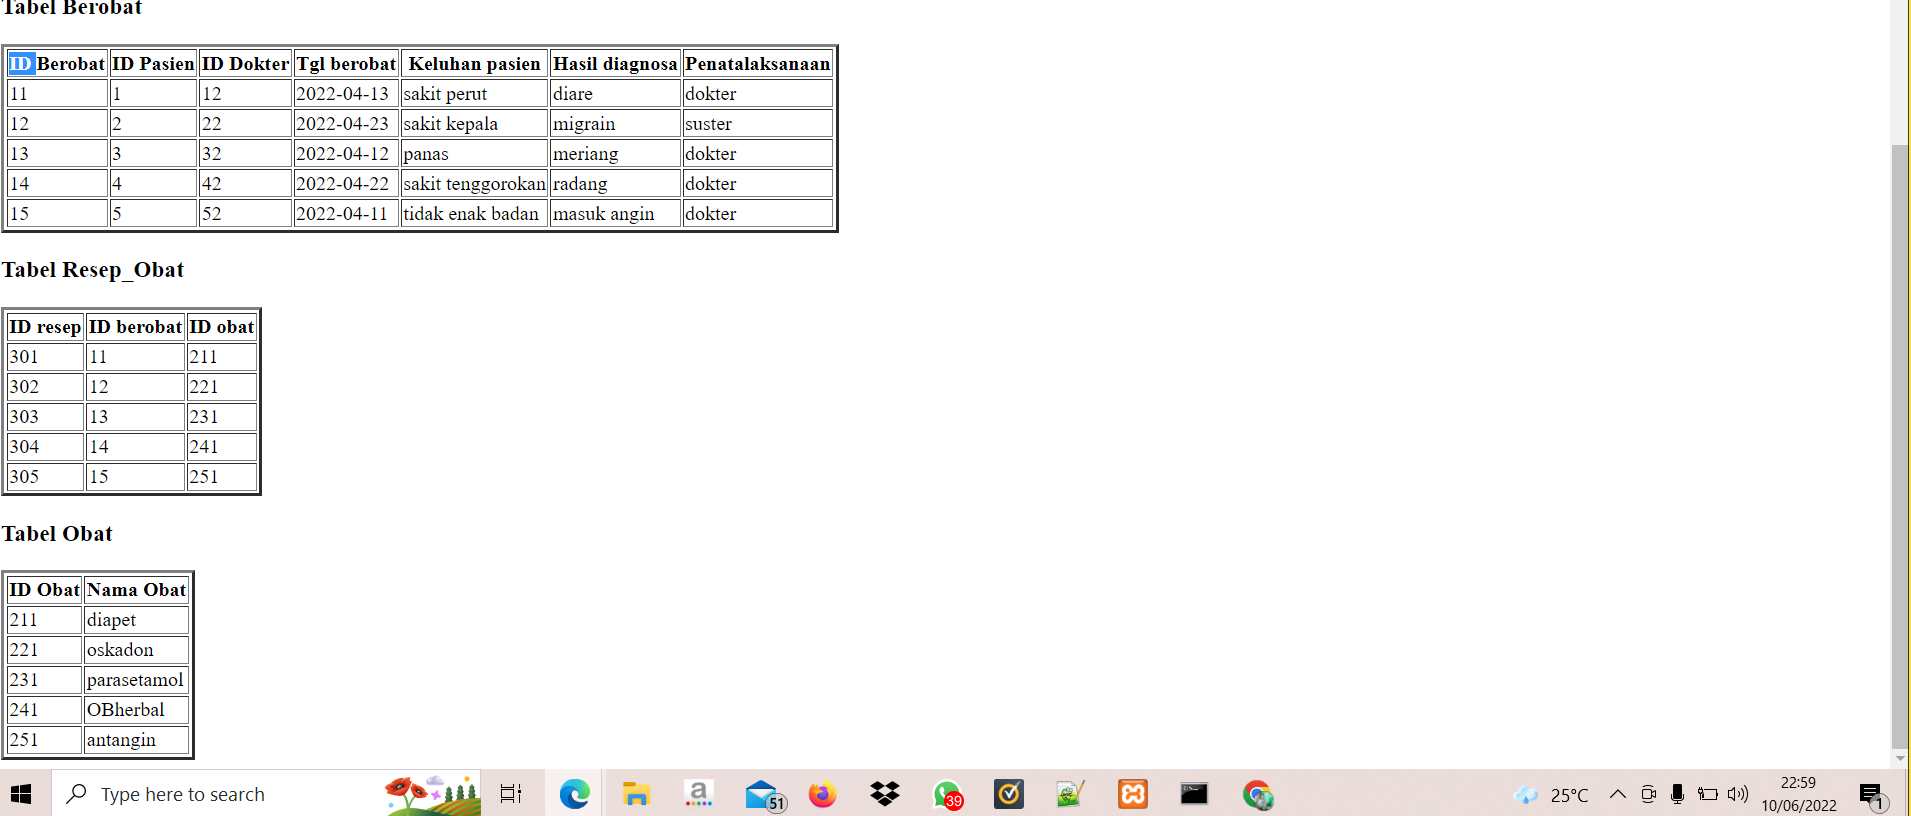 Tabel Berobat
ID Berobat ID Pasien ID Dokter Tgl berobat Keluhan pasien Hasil diagnosa Penatalaksanaan
11 1 12 2022-04-13 sakit perut diare dokter
12 2 22 2022-04-23 sakit kepala migrain suster
13 3 32 2022-04-12 panas meriang dokter
14 4 42 2022-04-22 sakit tenggorokan radang dokter
15 5 52 2022-04-11 tidak enak badan masuk angin dokter
Tabel Resep_Obat
ID resep ID berobat ID obat
301 11 211
302 12 221
303 13 231
304 14 241
305 15 251
Tabel Obat
ID Obat Nama Obat
211 diapet
221 oskadon
231 parasetamol
241 OBherbal
251 antangin
Type here to search
a
51
39
25°C
22:59
10/06/2022
1